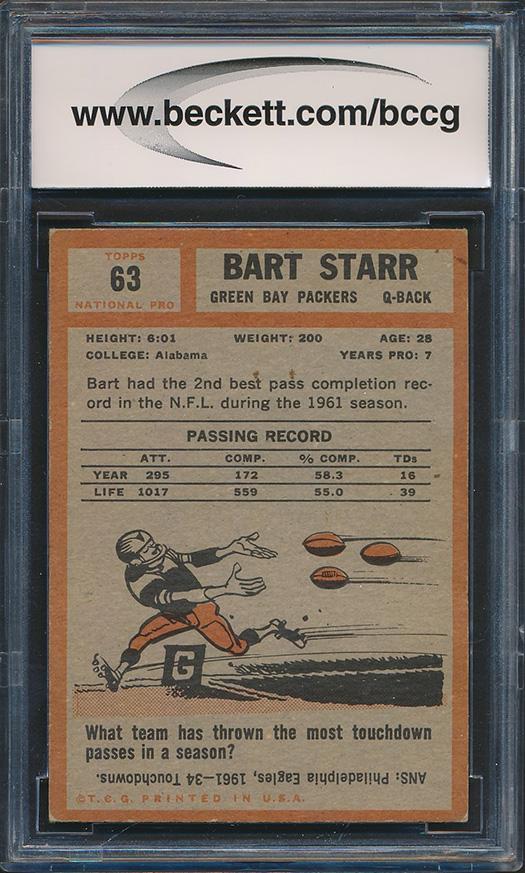 www.beckett.com/bccg
TOPPS
63
NATIONAL PRO
BART STARR
GREEN BAY PACKERS Q-BACK
HEIGHT: 6:01 WEIGHT: 200 AGE: 28
COLLEGE: Alabama YEARS PRO: 7
Bart had the 2nd best pass completion rec-
ord in the N.F.L. during the 1961 season.
PASSING RECORD
ATT. COMP. % COMP. TDs
YEAR 295 172 58.3 16
LIFE 1017 559 55.0 39
G
What team has thrown the most touchdown
passes in a season?
ANS: Philadelphia Eagles, 1961—34 Touchdowns.
©T.C.G. PRINTED IN U.S.A.